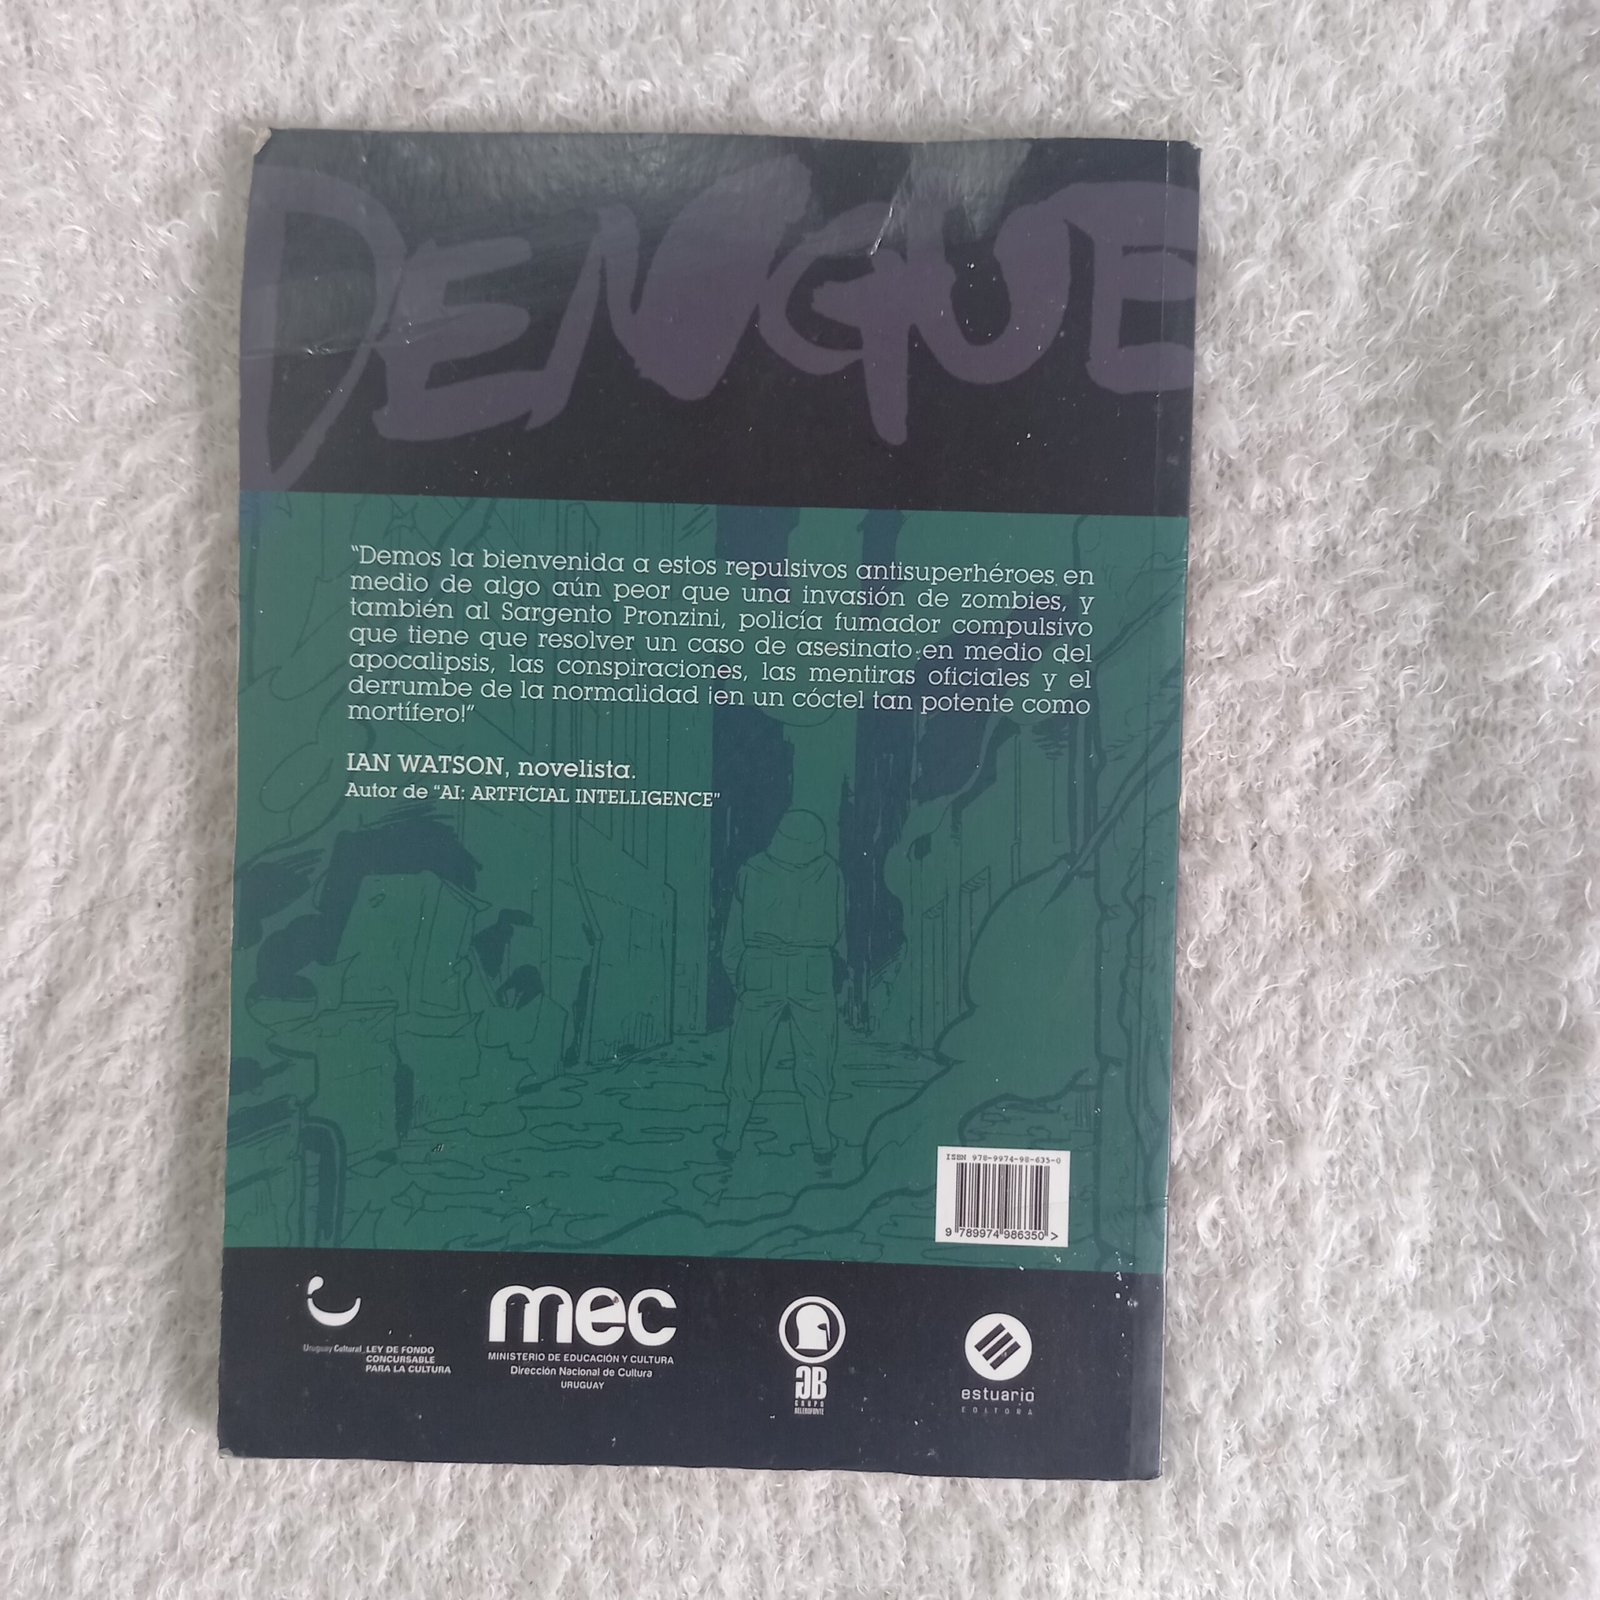 DENGUE
“Demos la bienvenida a estos repulsivos antisuperhéroes en
medio de algo aún peor que una invasión de zombies, y
también al Sargento Pronzini, policía fumador compulsivo
que tiene que resolver un caso de asesinato en medio del
apocalipsis, las conspiraciones, las mentiras oficiales y el
derrumbe de la normalidad ¡en un cóctel tan potente como
mortífero!”
IAN WATSON, novelista.
Autor de “AI: ARTFICIAL INTELLIGENCE”
ISBN 978-9974-98-635-0
9 789974 986350 >
Uruguay Cultural LEY DE FONDO
CONCURSABLE
PARA LA CULTURA
mec
MINISTERIO DE EDUCACIÓN Y CULTURA
Dirección Nacional de Cultura
URUGUAY
GB
GRUPO
BELEROFONTE
estuario
EDITORA